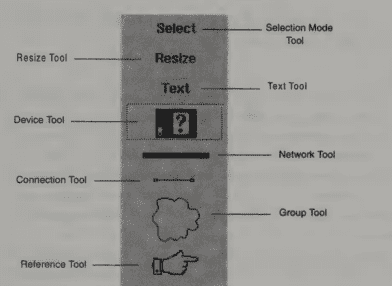 Select
Selection Mode
Tool
Resize Tool
Resize
Text
Text Tool
Device Tool
?
Network Tool
Connection Tool
Group Tool
Reference Tool